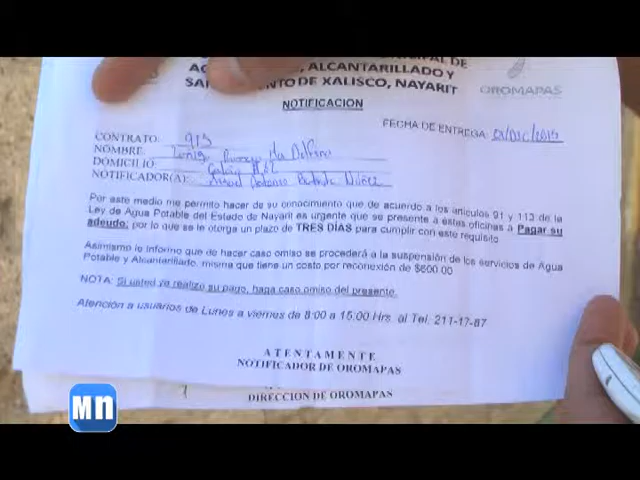 ALCANTARILLADO Y
DE XALISCO, NAYARIT
OROMAPAS
NOTIFICACION
FECHA DE ENTREGA:
CONTRATO: 913
NOMBRE:
DOMICILIO:
NOTIFICADOR(A):
Por este medio me permito hacer de su conocimiento que de acuerdo a los artículos 91 y 113 de la
Ley de Agua Potable del Estado de Nayarit es urgente que se presente a estas oficinas a Pagar su
adeudo; por lo que se le otorga un plazo de TRES DÍAS para cumplir con este requisito.
Asimismo le informo que de hacer caso omiso se procederá a la suspensión de los servicios de Agua
Potable y Alcantarillado, misma que tiene un costo por reconexión de $600.00
NOTA: Si usted ya realizo su pago, haga caso omiso del presente.
Atención a usuarios de Lunes a viernes de 8:00 a 15:00 Hrs. al Tel. 211-17-87
ATENTAMENTE
NOTIFICADOR DE OROMAPAS
DIRECCION DE OROMAPAS
MN